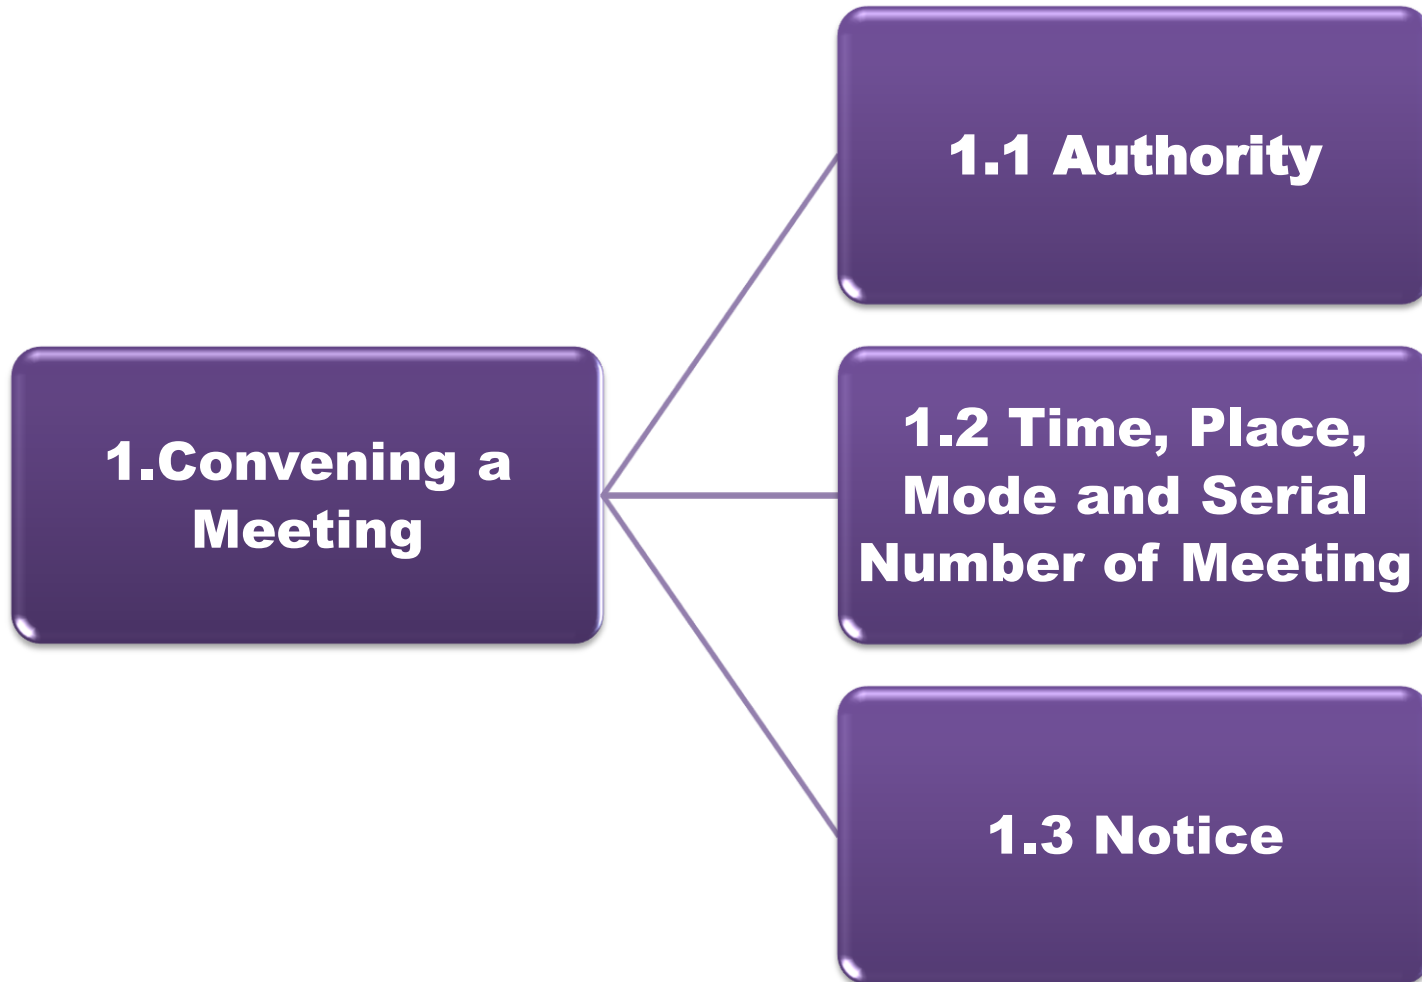 1.Convening a
Meeting
1.1 Authority
1.2 Time, Place,
Mode and Serial
Number of Meeting
1.3 Notice